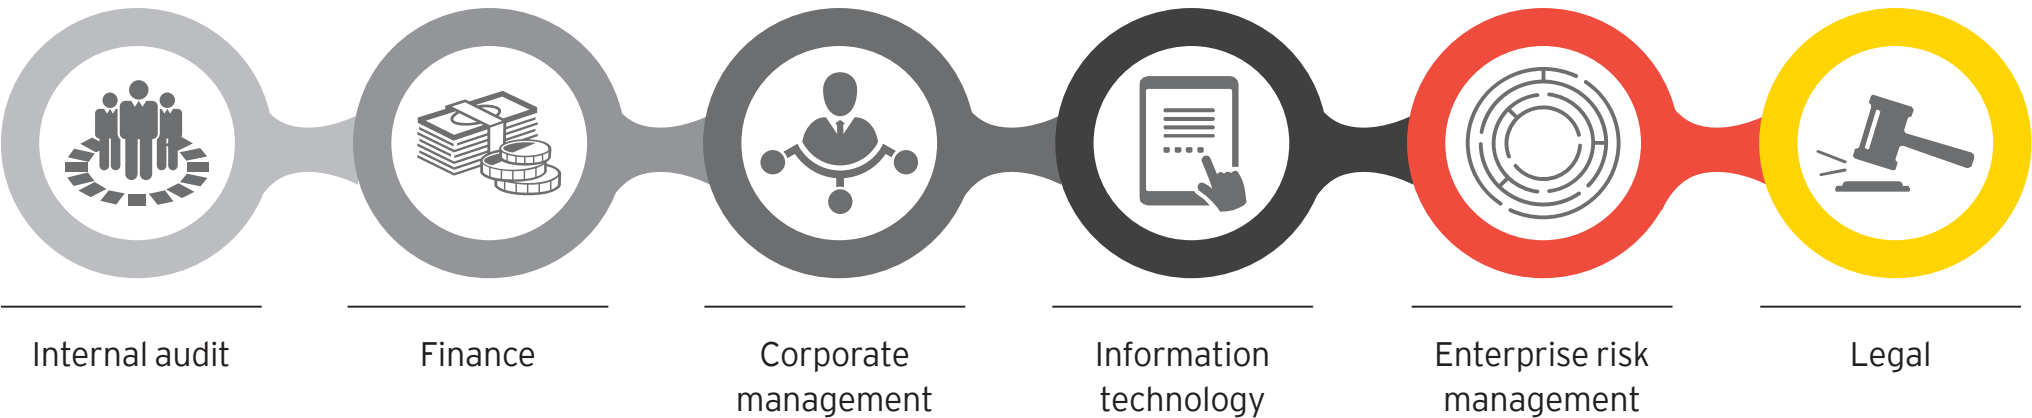 Internal audit
Finance
Corporate
management
Information
technology
Enterprise risk
management
Legal